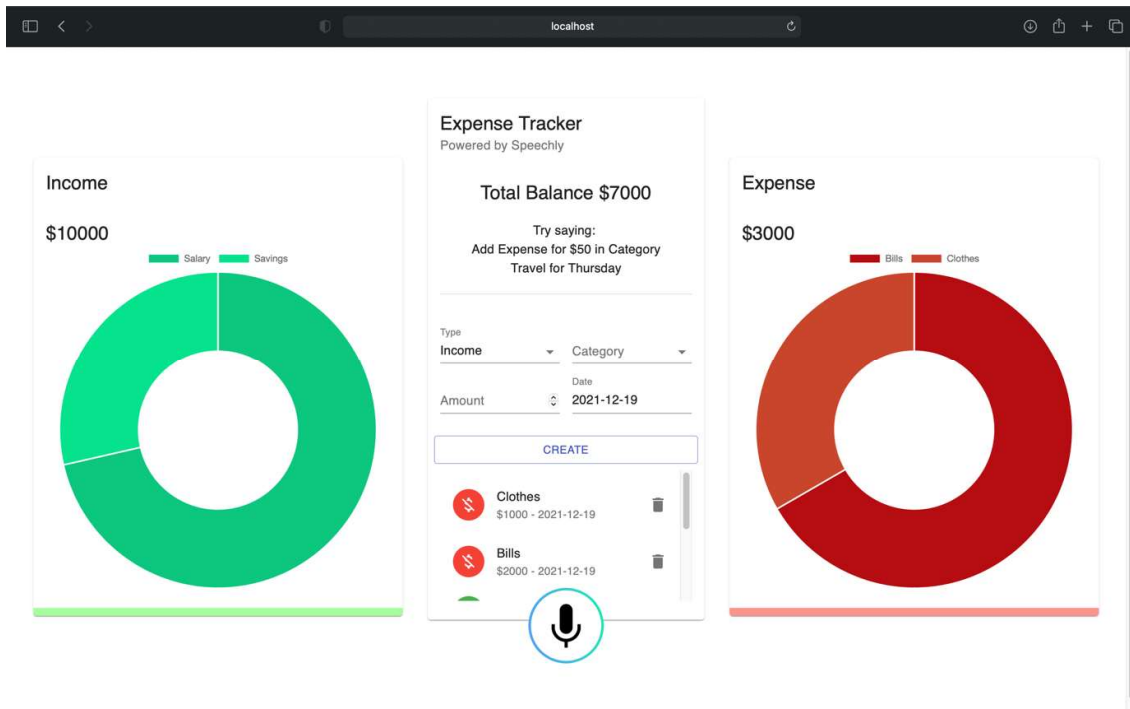 localhost
Income
$10000
Salary Savings
Expense Tracker
Powered by Speechly
Total Balance $7000
Try saying:
Add Expense for $50 in Category
Travel for Thursday
Type
Income
Category
Amount
Date
2021-12-19
CREATE
Clothes
$1000 - 2021-12-19
Bills
$2000 - 2021-12-19
Expense
$3000
Bills Clothes